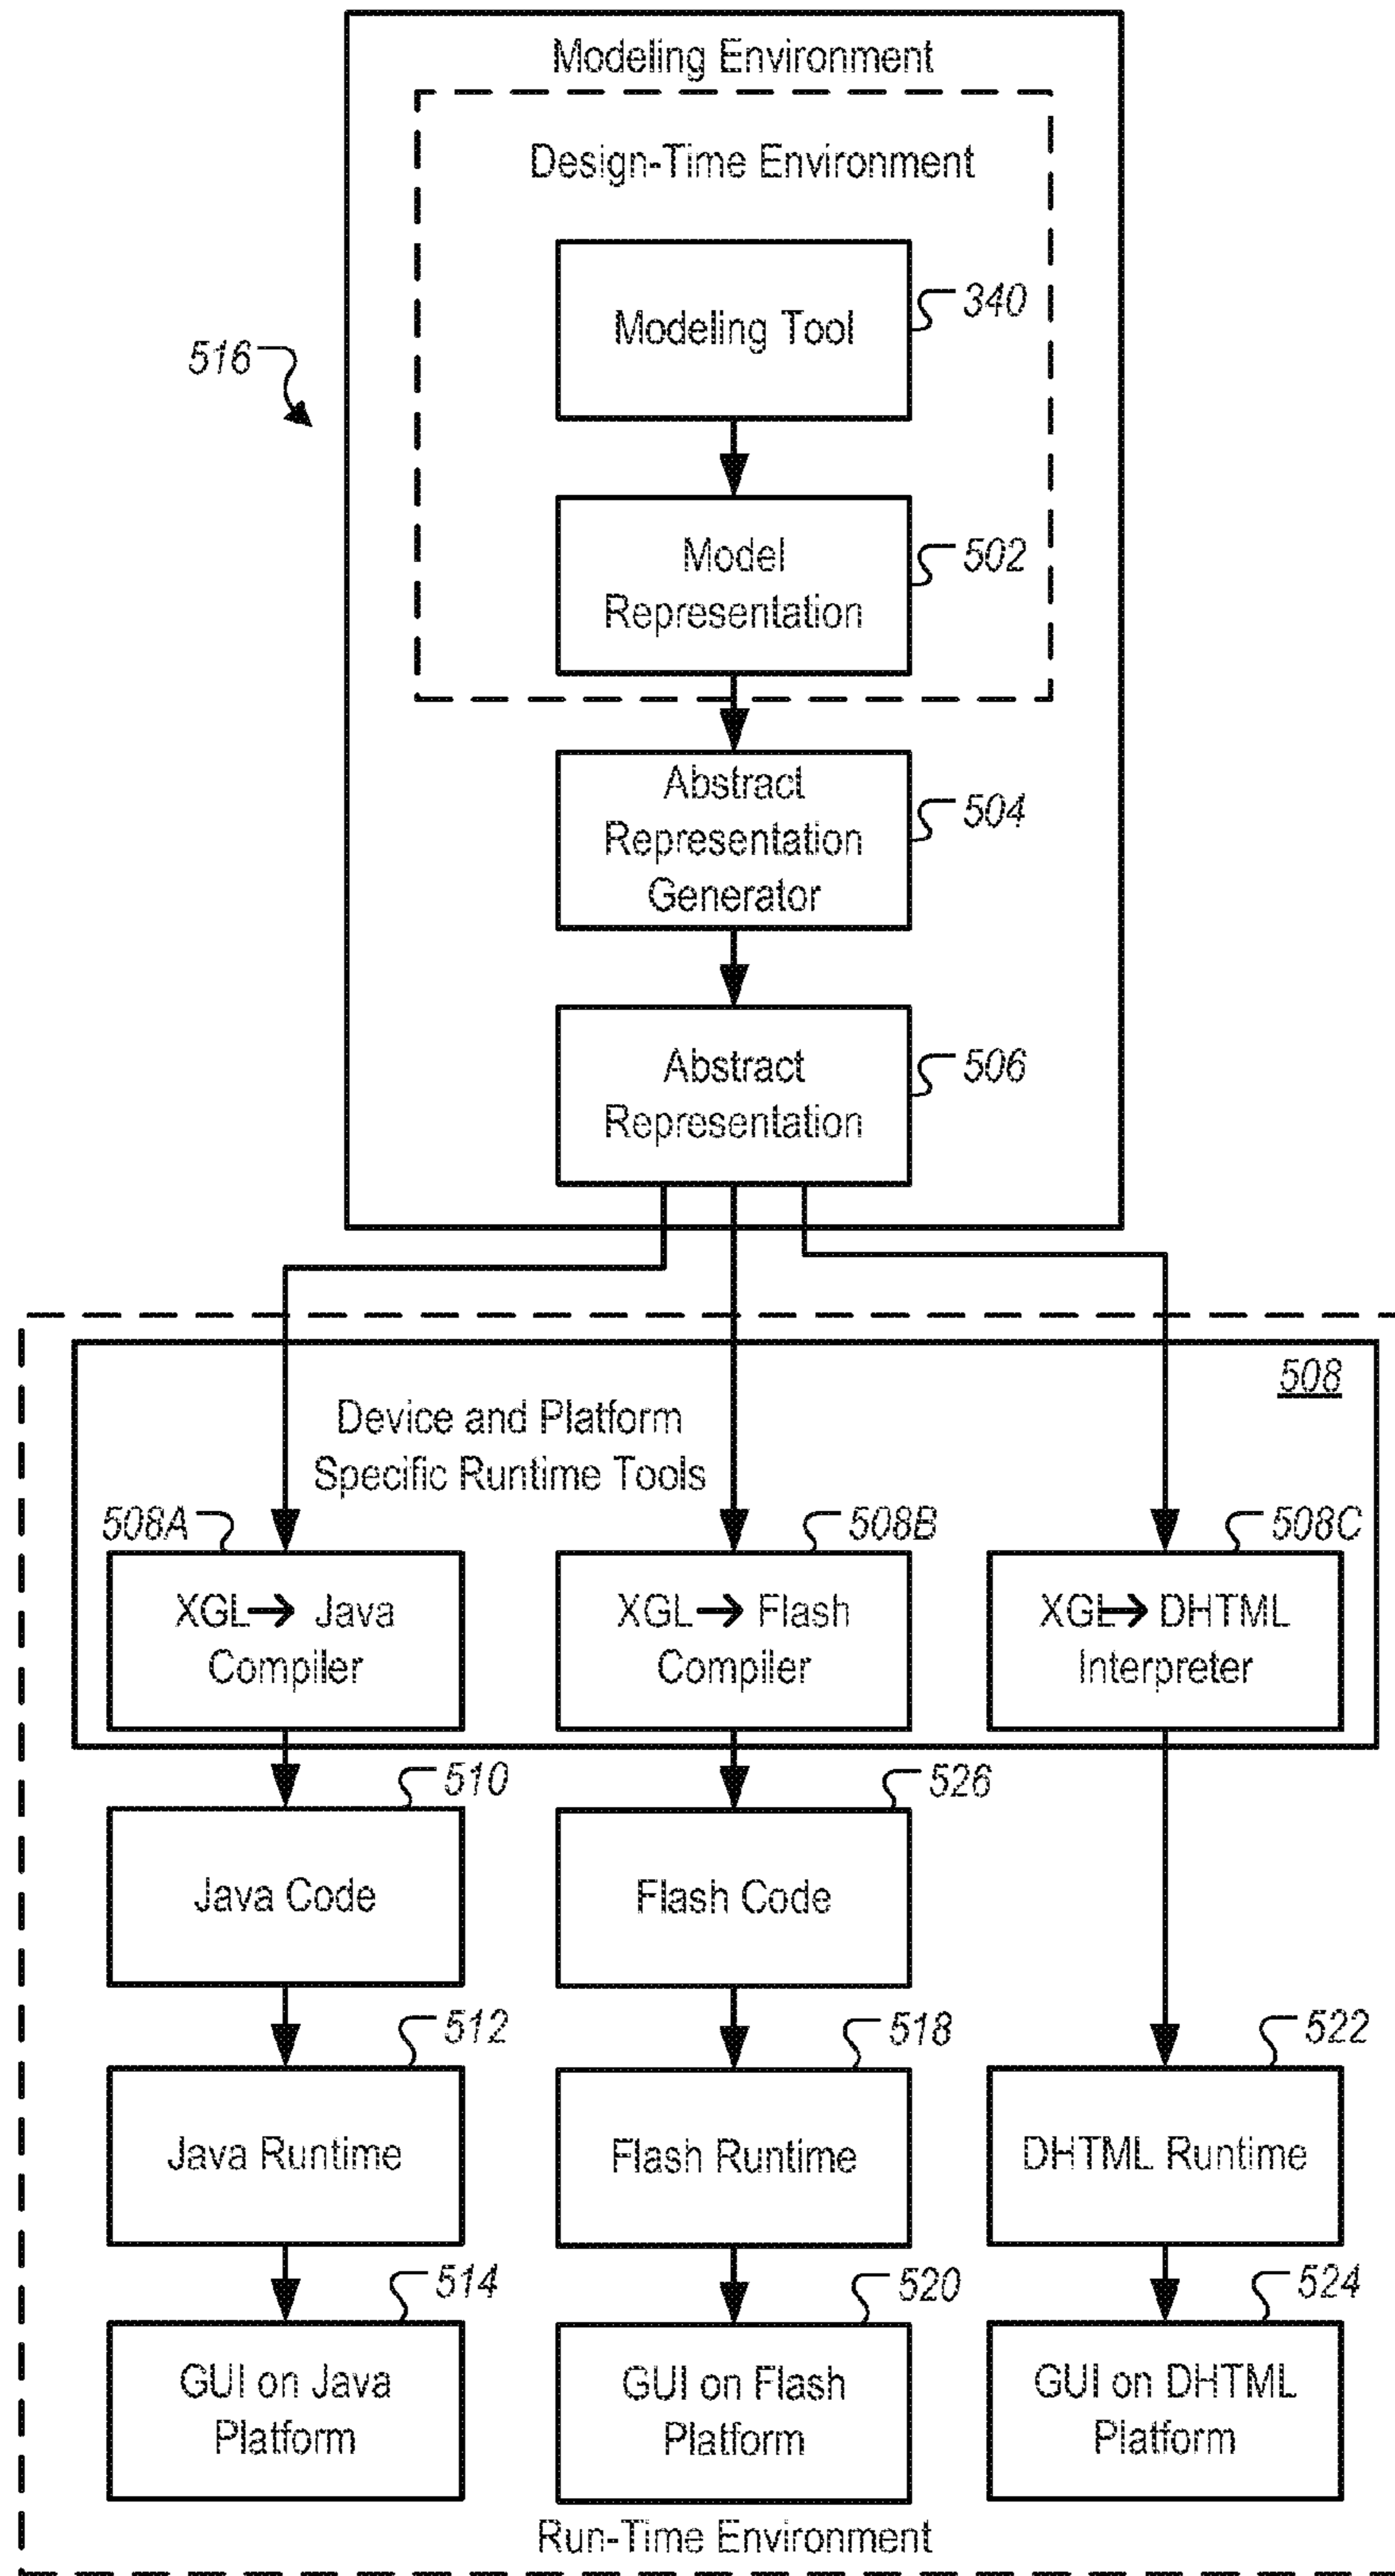 Modeling Environment
Design-Time Environment
Modeling Tool
340
516
Model
Representation
502
Abstract
Representation
Generator
504
Abstract
Representation
506
508
Device and Platform
Specific Runtime Tools
508A
508B
508C
XGL→ Java
Compiler
XGL→ Flash
Compiler
XGL→ DHTML
Interpreter
510
526
Java Code
Flash Code
512
518
522
Java Runtime
Flash Runtime
DHTML Runtime
514
520
524
GUI on Java
Platform
GUI on Flash
Platform
GUI on DHTML
Platform
Run-Time Environment